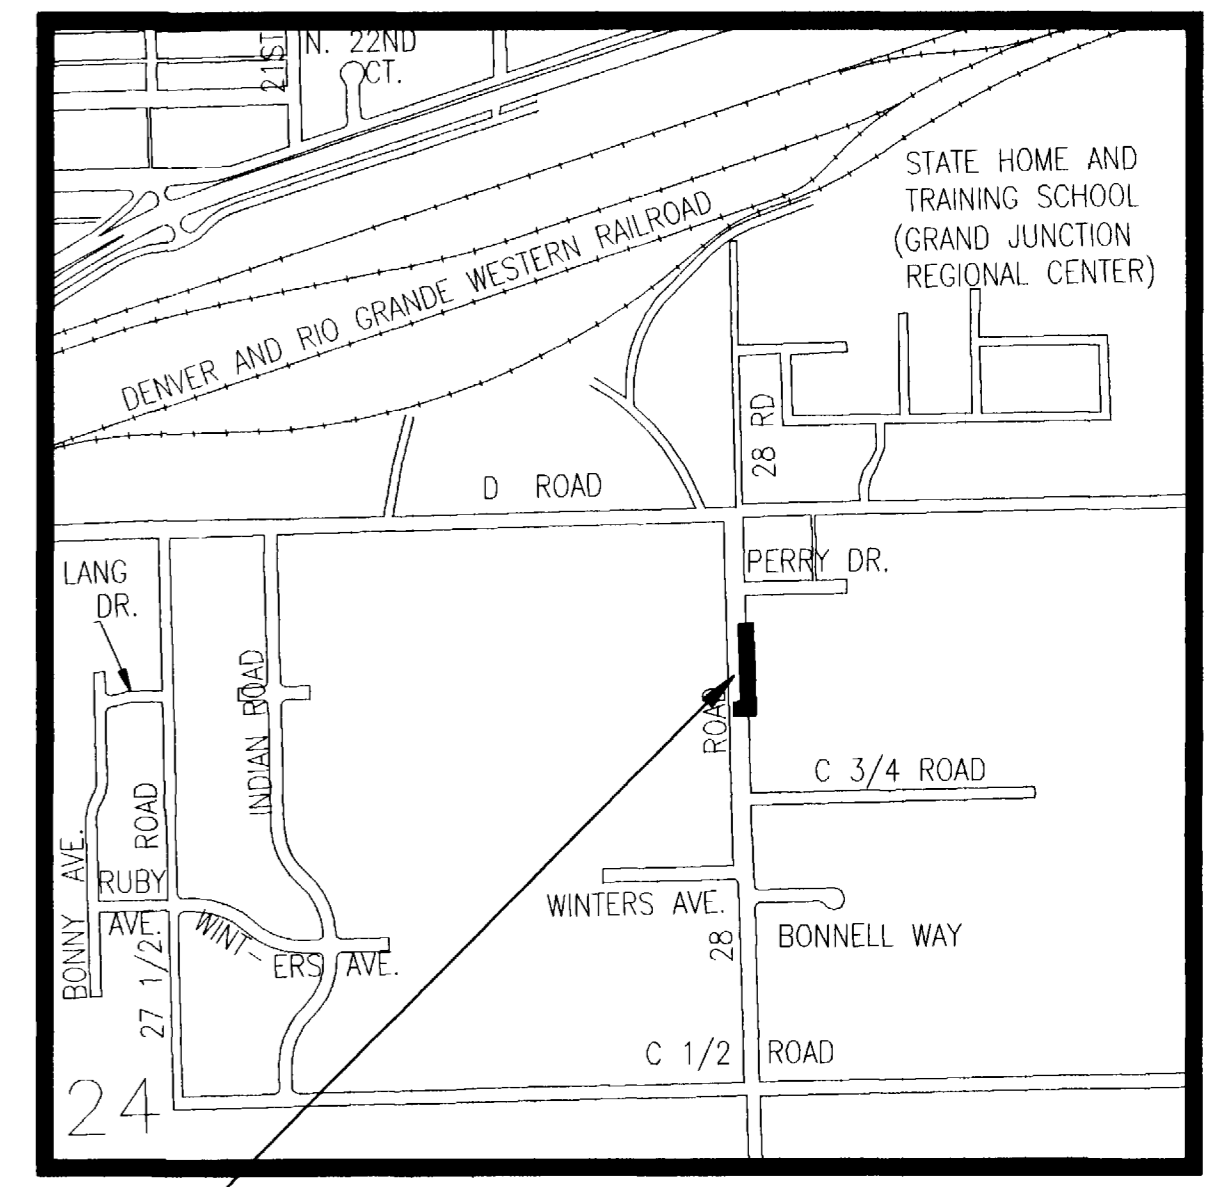 21ST
N. 22ND
CT.
STATE HOME AND
TRAINING SCHOOL
(GRAND JUNCTION
REGIONAL CENTER)
DENVER AND RIO GRANDE WESTERN RAILROAD
28 RD
D ROAD
PERRY DR.
LANG
DR.
INDIAN ROAD
28 ROAD
C 3/4 ROAD
BONNY AVE.
27 1/2 ROAD
RUBY
AVE.
WINT-
ERS AVE.
WINTERS AVE.
BONNELL WAY
C 1/2 ROAD
24